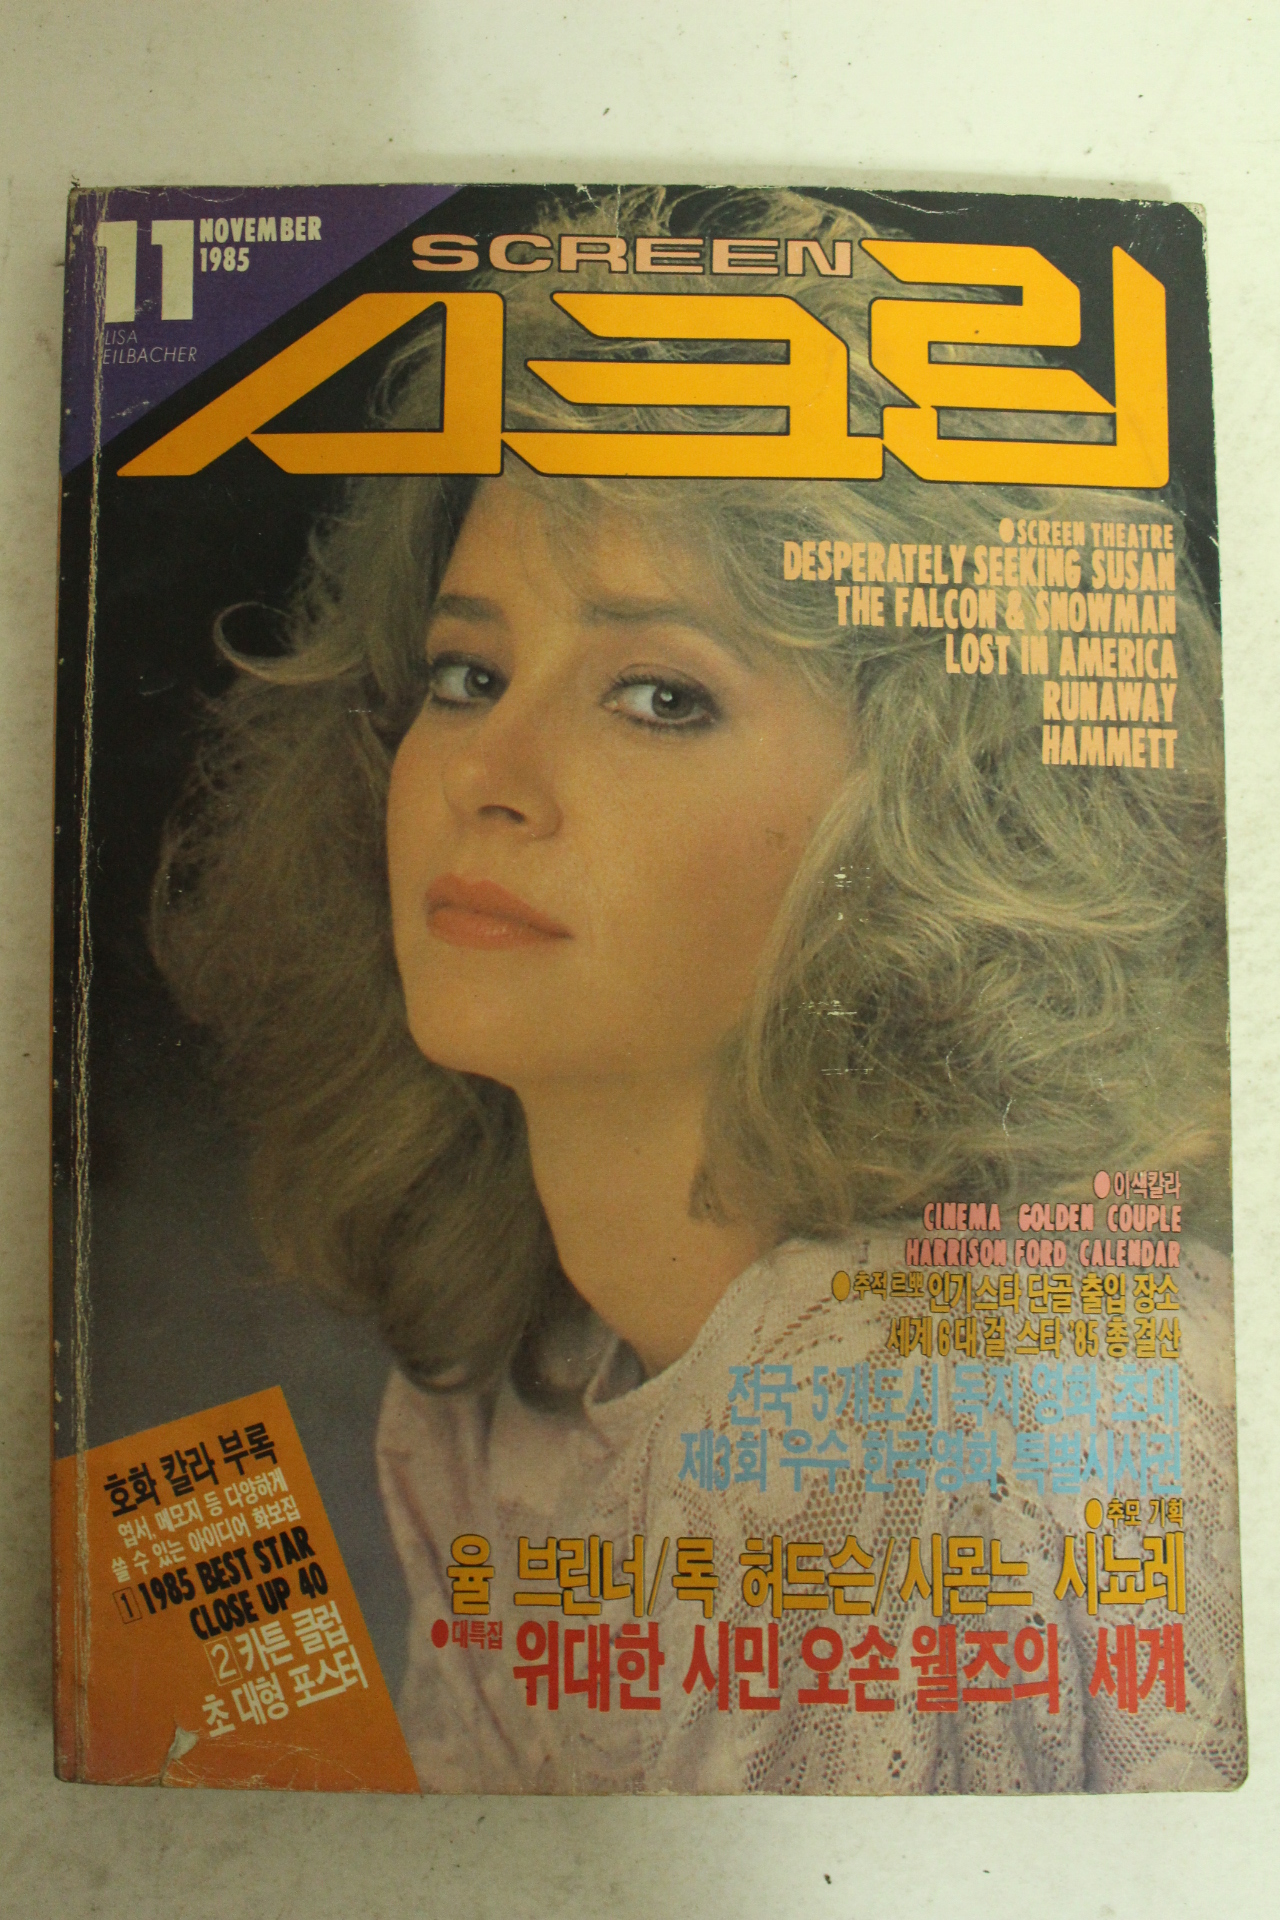 11
NOVEMBER
1985
LISA
EILBACHER
SCREEN
스크린
●SCREEN THEATRE
DESPERATELY SEEKING SUSAN
THE FALCON & SNOWMAN
LOST IN AMERICA
RUNAWAY
HAMMETT
●이색칼라
CINEMA GOLDEN COUPLE
HARRISON FORD CALENDAR
●추적 르뽀 인기스타 단골 출입 장소
세계 6대 걸 스타 '85 총 결산
전국 5개도시 독자 영화 초대
제3회 우수 한국영화 특별시사권
●추모 기획
율 브린너/록 허드슨/시몬느 시뇨레
●대특집 위대한 시민 오손 웰즈의 세계
호화 칼라 부록
엽서, 메모지 등 다양하게
쓸 수 있는 아이디어 화보집
1 1985 BEST STAR
CLOSE UP 40
2 카튼 클럽
초 대형 포스터